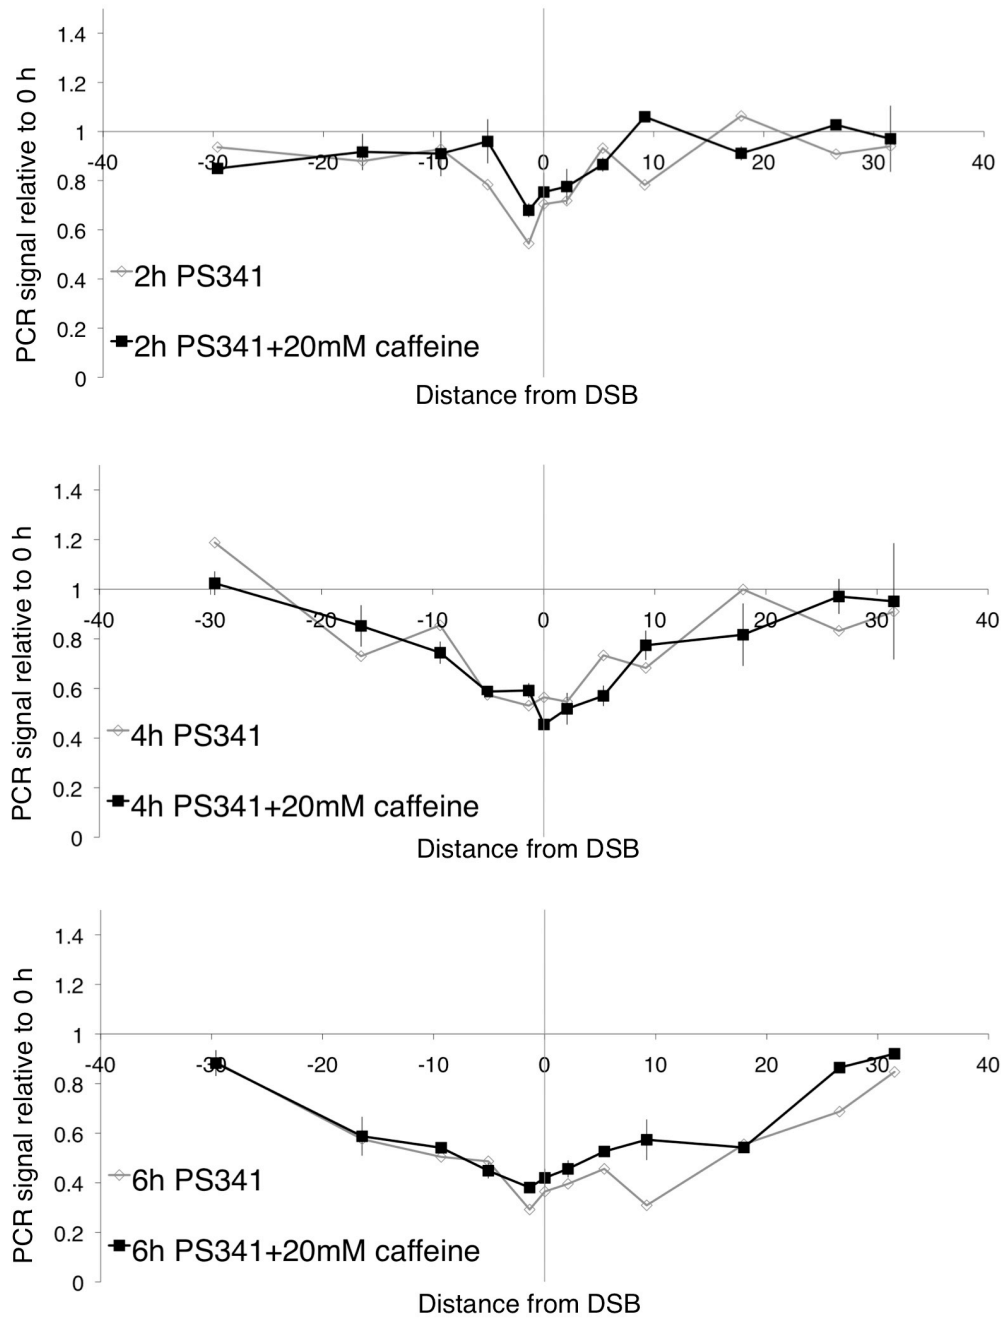 PCR signal relative to 0 h
1.4
1.2
1
-40 -30 -20 -10 0 10 20 30 40
0.8
0.6
0.4
2h PS341
0.2
2h PS341+20mM caffeine
0
Distance from DSB
PCR signal relative to 0 h
1.4
1.2
1
-40 -30 -20 -10 0 10 20 30 40
0.8
0.6
0.4
4h PS341
0.2
4h PS341+20mM caffeine
0
Distance from DSB
PCR signal relative to 0 h
1.4
1.2
1
-40 -30 -20 -10 0 10 20 30 40
0.8
0.6
0.4
6h PS341
0.2
6h PS341+20mM caffeine
0
Distance from DSB